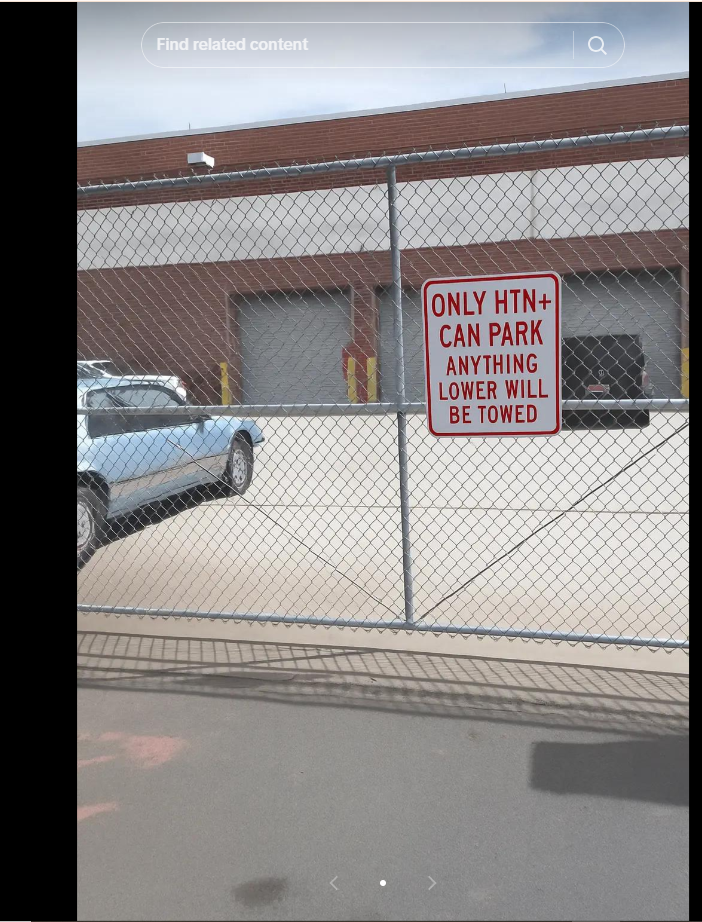 Find related content
ONLY HTN+
CAN PARK
ANYTHING
LOWER WILL
BE TOWED